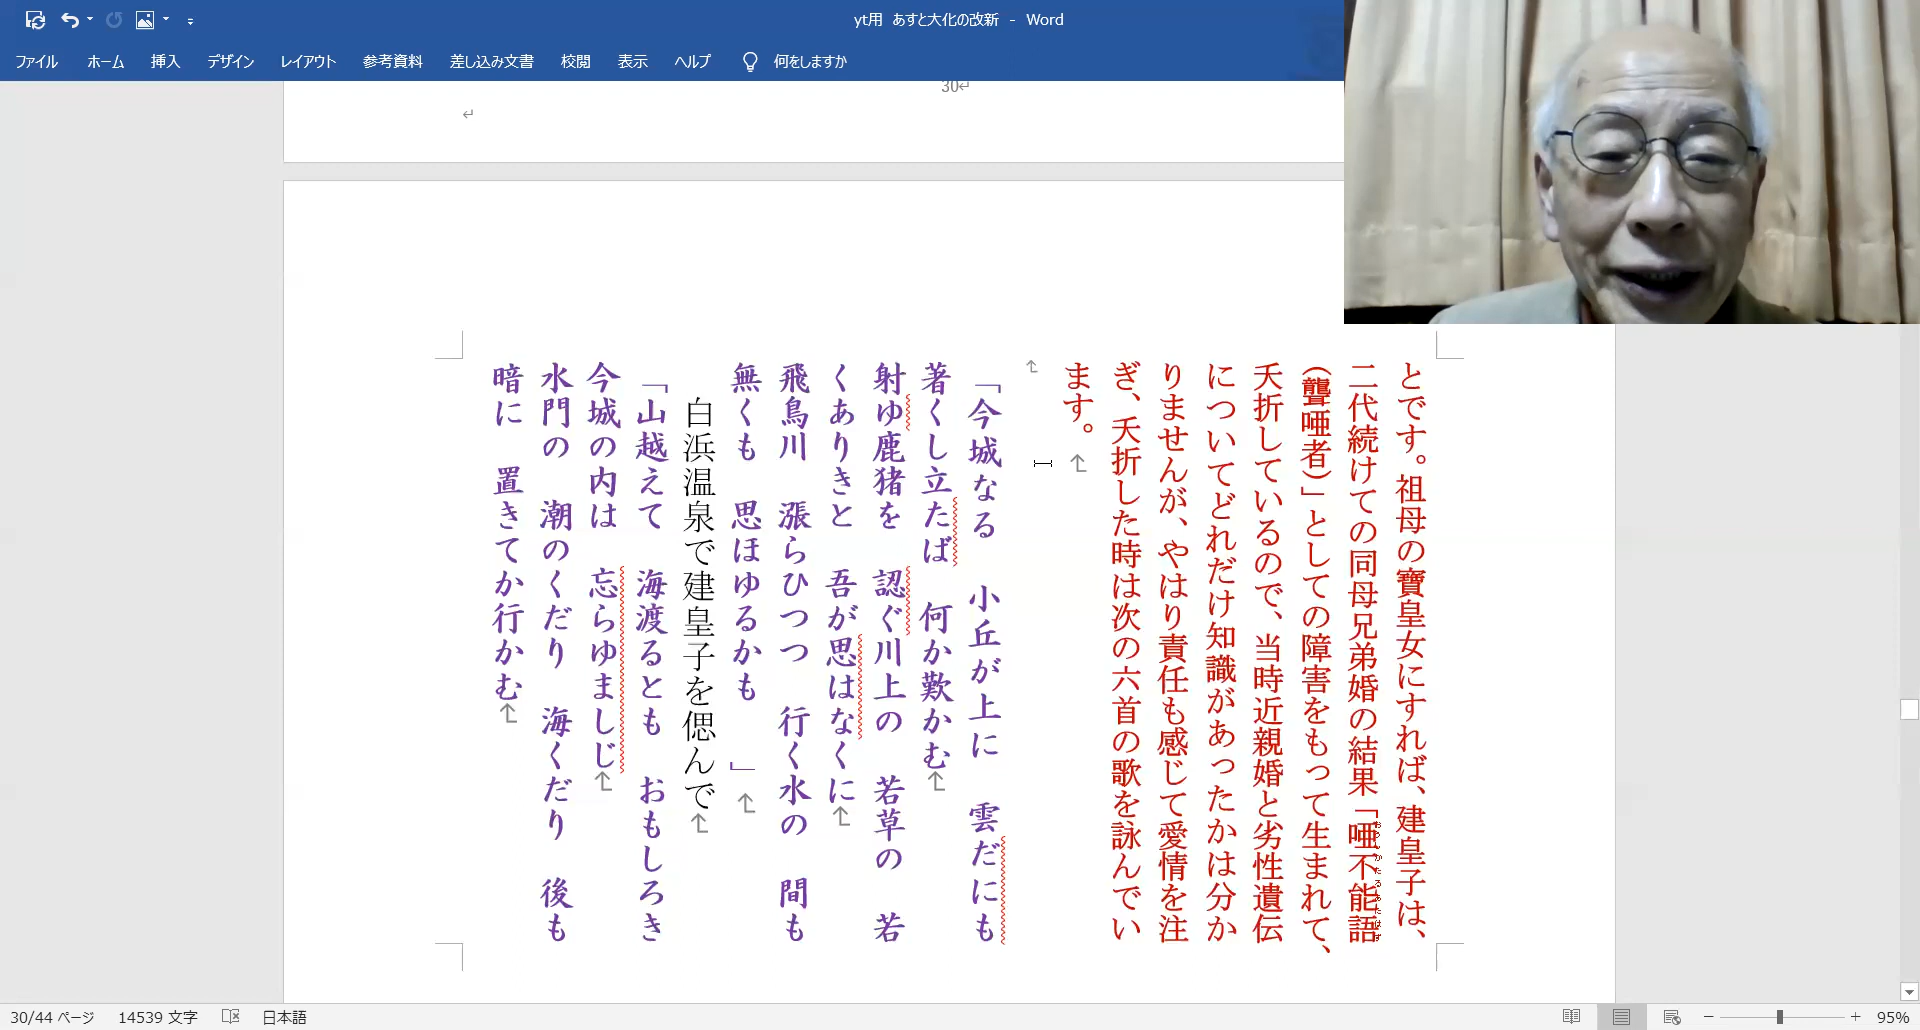 yt用 あすと大化の改新 - Word
ファイル ホーム 挿入 デザイン レイアウト 参考資料 差し込み文書 校閲 表示 ヘルプ 何をしますか
30
とです。祖母の寶皇女にすれば、建皇子は、
二代続けての同母兄弟婚の結果「唖不能語
(聾唖者)」としての障害をもって生まれて、
夭折しているので、当時近親婚と劣性遺伝
についてどれだけ知識があったかは分か
りませんが、やはり責任も感じて愛情を注
ぎ、夭折した時は次の六首の歌を詠んでい
ます。
「今城なる 小丘が上に 雲だにも
著くし立たば 何か歎かむ
射ゆ鹿猪を 認ぐ川上の 若草の 若
くありきと 吾が思はなくに
飛鳥川 漲らひつつ 行く水の 間も
無くも 思ほゆるかも 」
白浜温泉で建皇子を偲んで
「山越えて 海渡るとも おもしろき
今城の内は 忘らゆましじ
水門の 潮のくだり 海くだり 後も
暗に 置きてか行かむ
30/44 ページ 14539 文字 日本語 95%